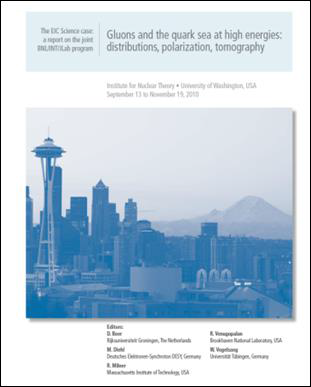 The EIC Science case:
a report on the joint
BNL/INT/JLab program
Gluons and the quark sea at high energies:
distributions, polarization, tomography
Institute for Nuclear Theory • University of Washington, USA
September 13 to November 19, 2010
Editors:
D. Boer
Rijksuniversiteit Groningen, The Netherlands
M. Diehl
Deutsches Elektronen-Synchroton DESY, Germany
R. Milner
Massachusetts Institute of Technology, USA
R. Venugopalan
Brookhaven National Laboratory, USA
W. Vogelsang
Universität Tübingen, Germany